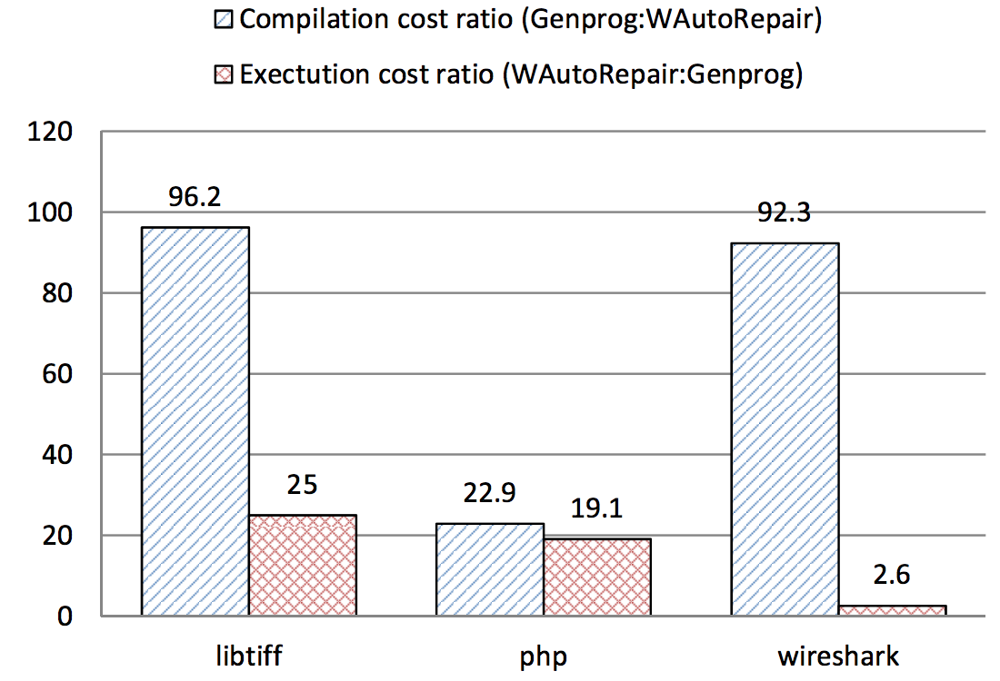 Compilation cost ratio (Genprog:WAutoRepair)
Exectution cost ratio (WAutoRepair:Genprog)
120
100
80
60
40
20
0
96.2
25
22.9
19.1
92.3
2.6
libtiff
php
wireshark